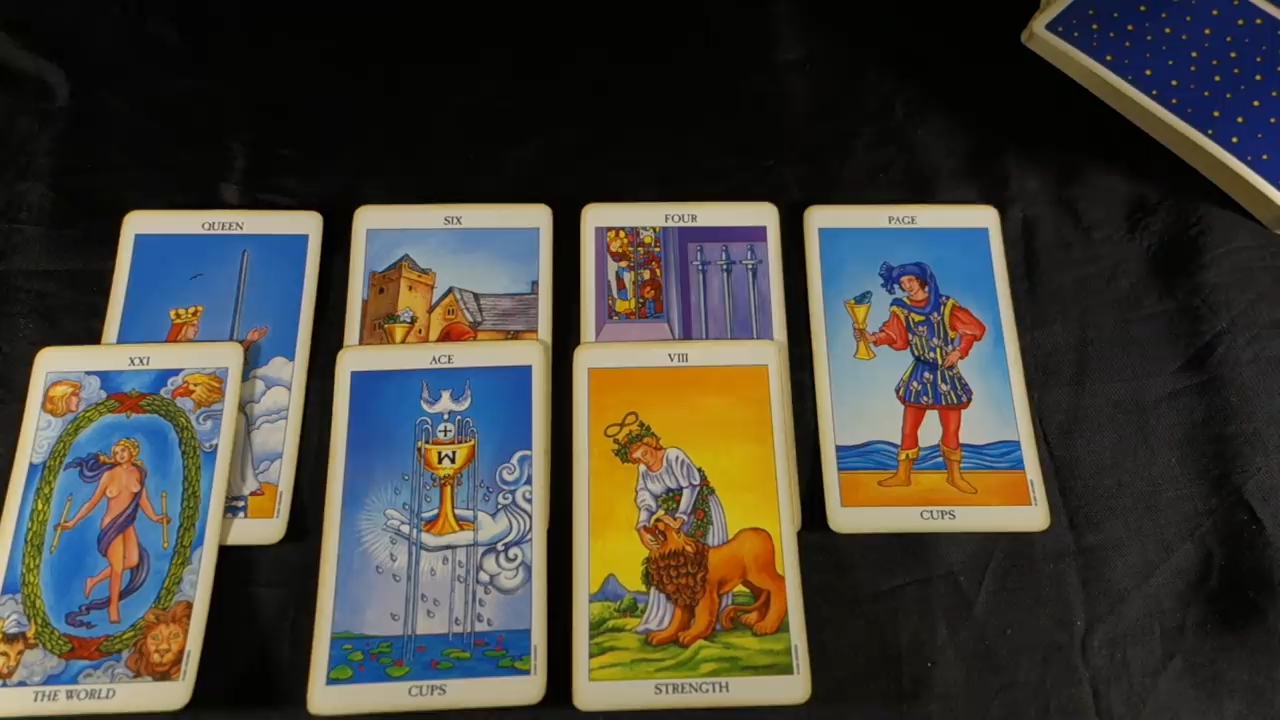 QUEEN
SIX
FOUR
PAGE
CUPS
XXI
THE WORLD
ACE
CUPS
VIII
STRENGTH